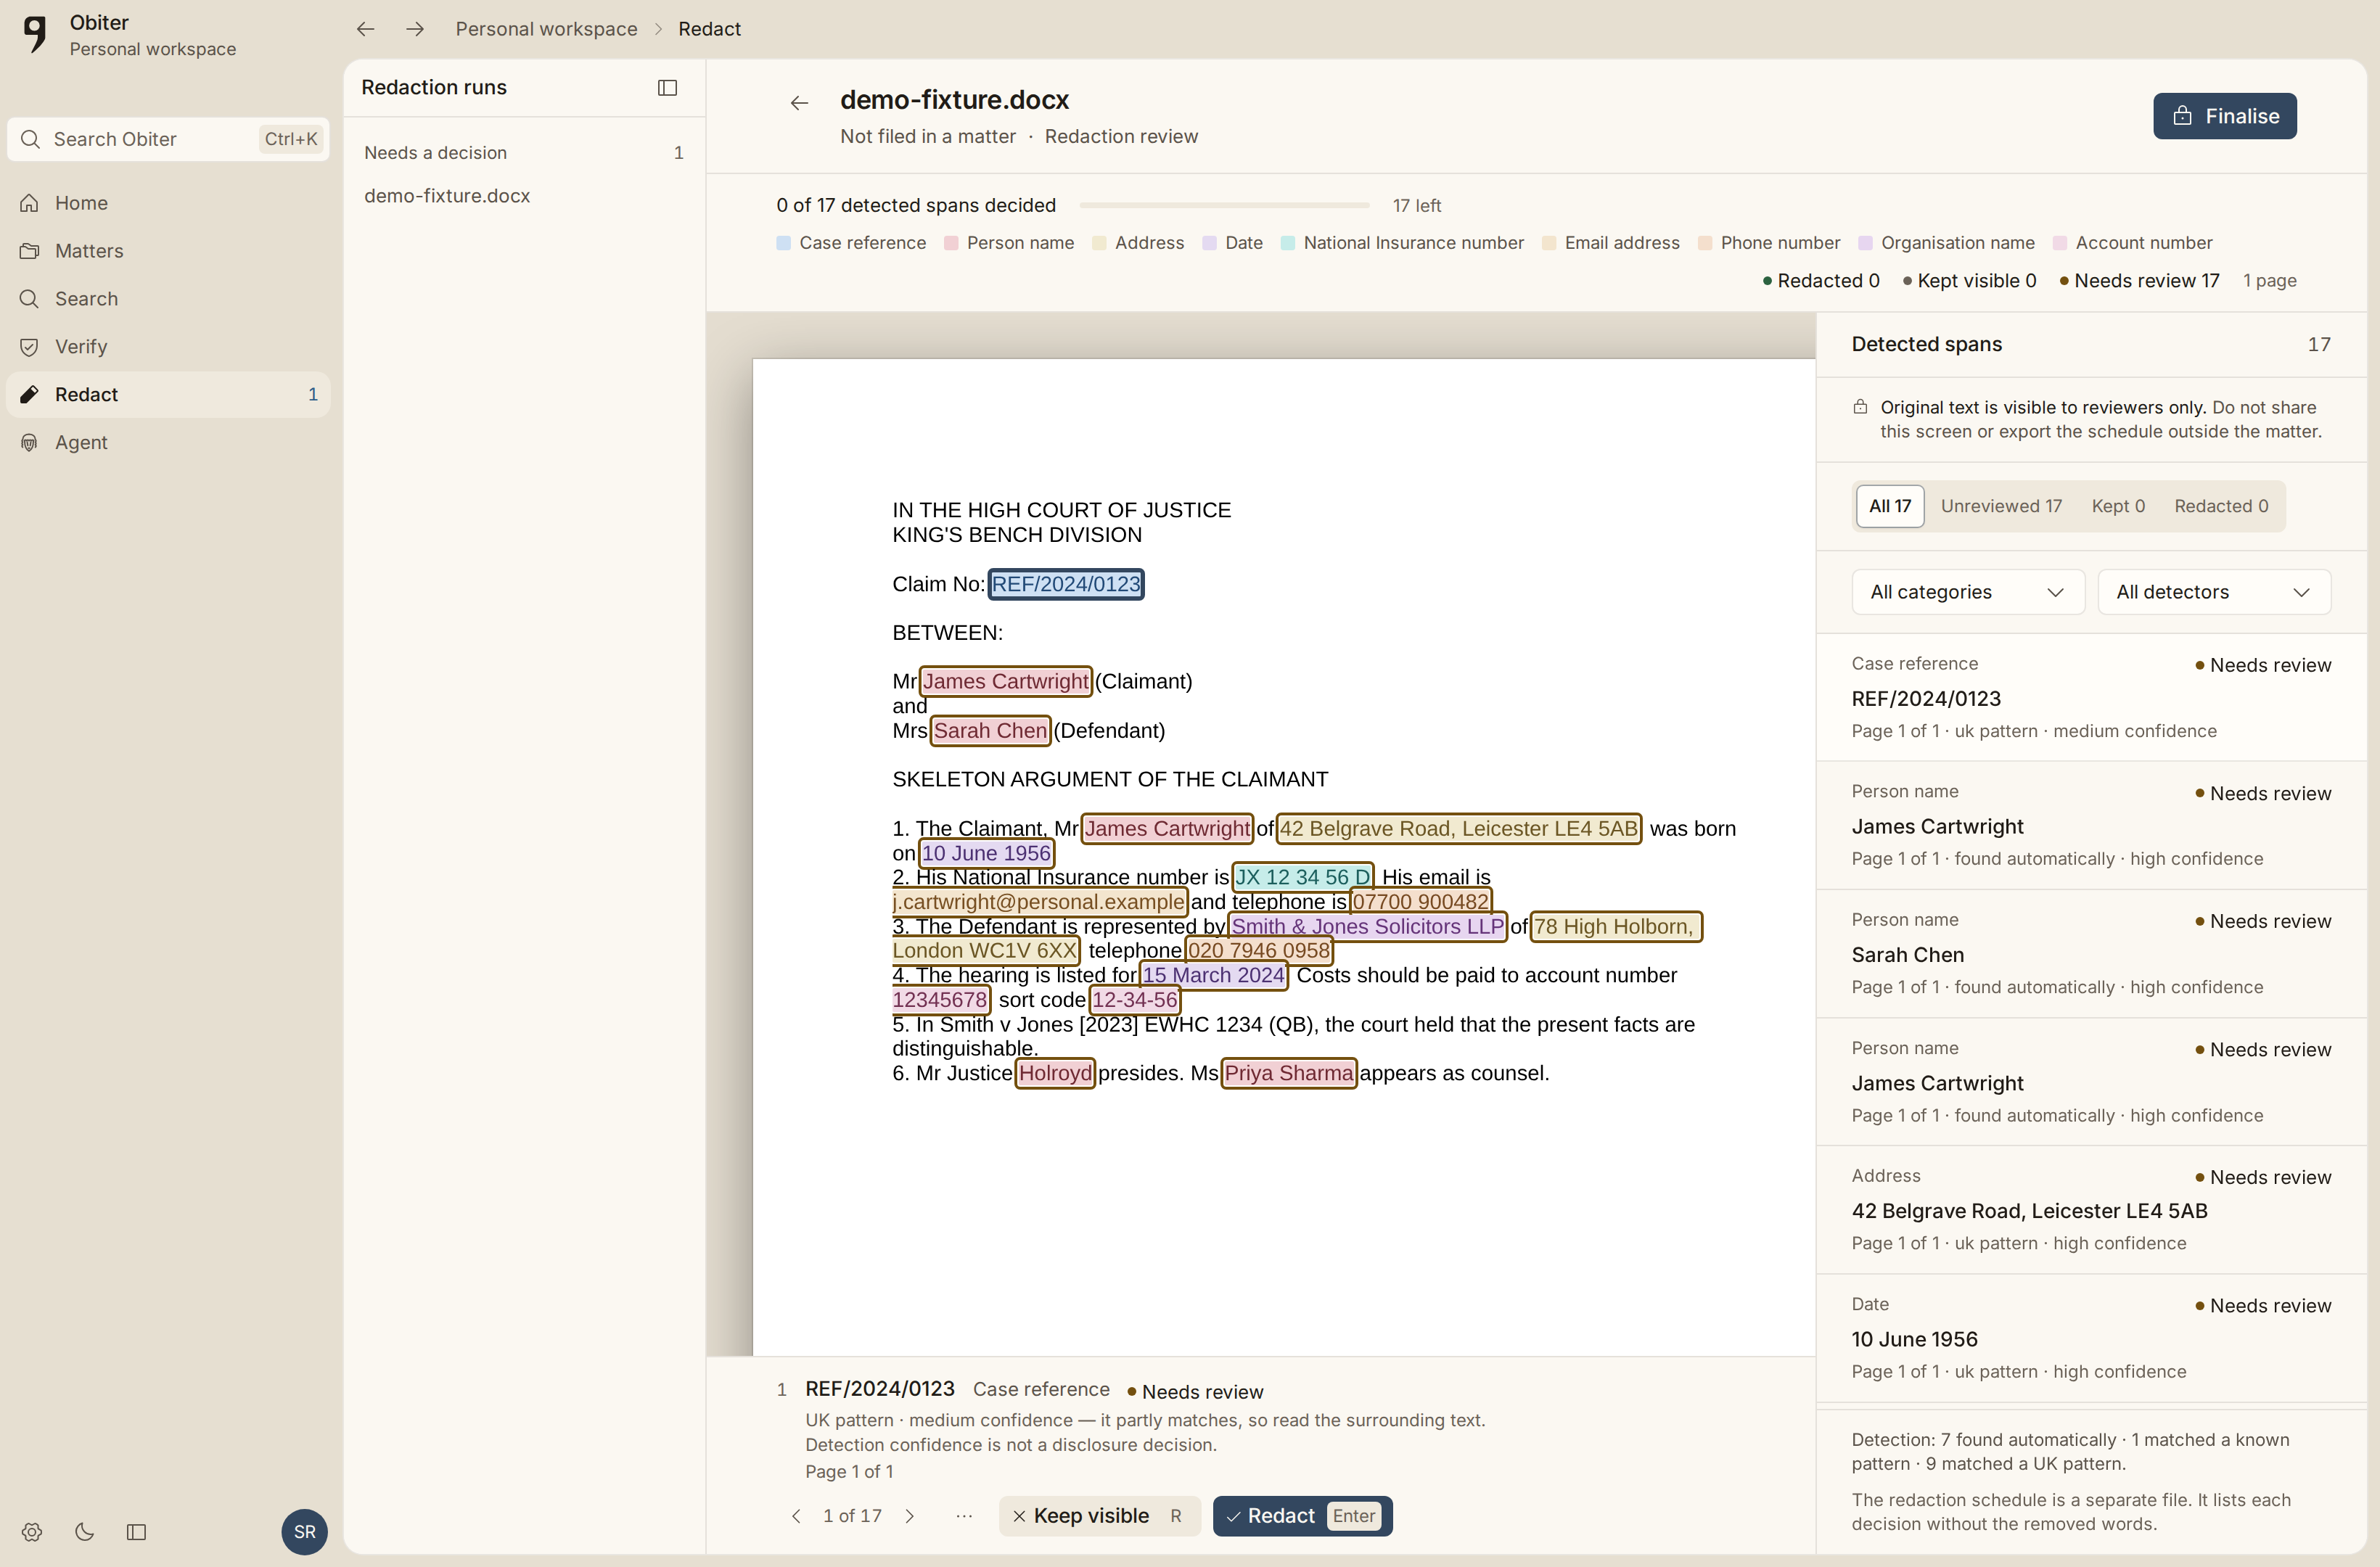 Obiter
Personal workspace
Search Obiter Ctrl+K
Home
Matters
Search
Verify
Redact 1
Agent
SR
Personal workspace > Redact
Redaction runs
Needs a decision 1
demo-fixture.docx
demo-fixture.docx
Not filed in a matter · Redaction review
Finalise
0 of 17 detected spans decided 17 left
Case reference Person name Address Date National Insurance number Email address Phone number Organisation name Account number
Redacted 0 Kept visible 0 Needs review 17 1 page
IN THE HIGH COURT OF JUSTICE
KING'S BENCH DIVISION
Claim No: REF/2024/0123
BETWEEN:
Mr James Cartwright (Claimant)
and
Mrs Sarah Chen (Defendant)
SKELETON ARGUMENT OF THE CLAIMANT
1. The Claimant, Mr James Cartwright of 42 Belgrave Road, Leicester LE4 5AB was born
on 10 June 1956
2. His National Insurance number is JX 12 34 56 D His email is
j.cartwright@personal.example and telephone is 07700 900482
3. The Defendant is represented by Smith & Jones Solicitors LLP of 78 High Holborn,
London WC1V 6XX telephone 020 7946 0958
4. The hearing is listed for 15 March 2024 Costs should be paid to account number
12345678 sort code 12-34-56
5. In Smith v Jones [2023] EWHC 1234 (QB), the court held that the present facts are
distinguishable.
6. Mr Justice Holroyd presides. Ms Priya Sharma appears as counsel.
1 REF/2024/0123 Case reference Needs review
UK pattern · medium confidence — it partly matches, so read the surrounding text.
Detection confidence is not a disclosure decision.
Page 1 of 1
1 of 17 ... Keep visible R Redact Enter
Detected spans 17
Original text is visible to reviewers only. Do not share
this screen or export the schedule outside the matter.
All 17 Unreviewed 17 Kept 0 Redacted 0
All categories All detectors
Case reference Needs review
REF/2024/0123
Page 1 of 1 · uk pattern · medium confidence
Person name Needs review
James Cartwright
Page 1 of 1 · found automatically · high confidence
Person name Needs review
Sarah Chen
Page 1 of 1 · found automatically · high confidence
Person name Needs review
James Cartwright
Page 1 of 1 · found automatically · high confidence
Address Needs review
42 Belgrave Road, Leicester LE4 5AB
Page 1 of 1 · uk pattern · high confidence
Date Needs review
10 June 1956
Page 1 of 1 · uk pattern · high confidence
Detection: 7 found automatically · 1 matched a known
pattern · 9 matched a UK pattern.
The redaction schedule is a separate file. It lists each
decision without the removed words.